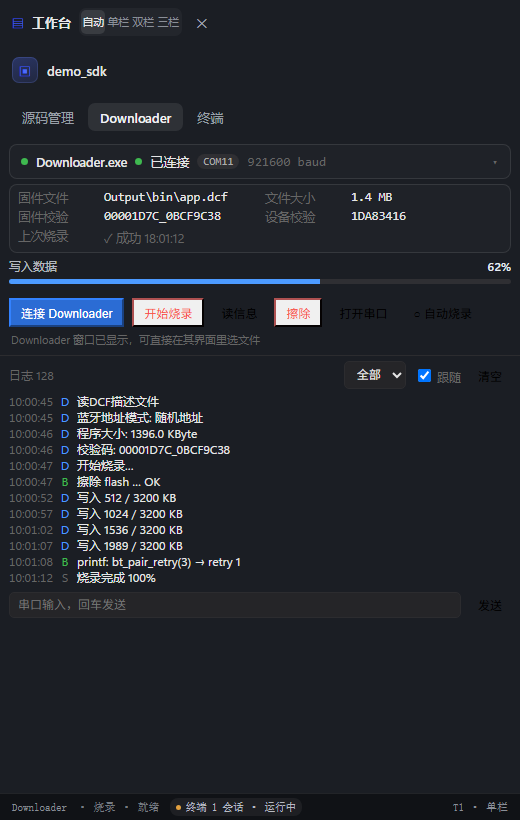 工作台 自动 单栏 双栏 三栏 ×
demo_sdk
源码管理 Downloader 终端
Downloader.exe 已连接 COM11 921600 baud
固件文件 Output\bin\app.dcf 文件大小 1.4 MB
固件校验 00001D7C_0BCF9C38 设备校验 1DA83416
上次烧录 ✓ 成功 18:01:12
写入数据 62%
连接 Downloader 开始烧录 读信息 擦除 打开串口 ○ 自动烧录
Downloader 窗口已显示，可直接在其界面里选文件
日志 128 全部 跟随 清空
10:00:45 D 读DCF描述文件
10:00:45 D 蓝牙地址模式: 随机地址
10:00:46 D 程序大小: 1396.0 KByte
10:00:46 D 校验码: 00001D7C_0BCF9C38
10:00:47 D 开始烧录...
10:00:47 B 擦除 flash ... OK
10:00:52 D 写入 512 / 3200 KB
10:00:57 D 写入 1024 / 3200 KB
10:01:02 D 写入 1536 / 3200 KB
10:01:07 D 写入 1989 / 3200 KB
10:01:08 B printf: bt_pair_retry(3) → retry 1
10:01:12 S 烧录完成 100%
串口输入，回车发送 发送
Downloader • 烧录 • 就绪 终端 1 会话 • 运行中 T1 • 单栏